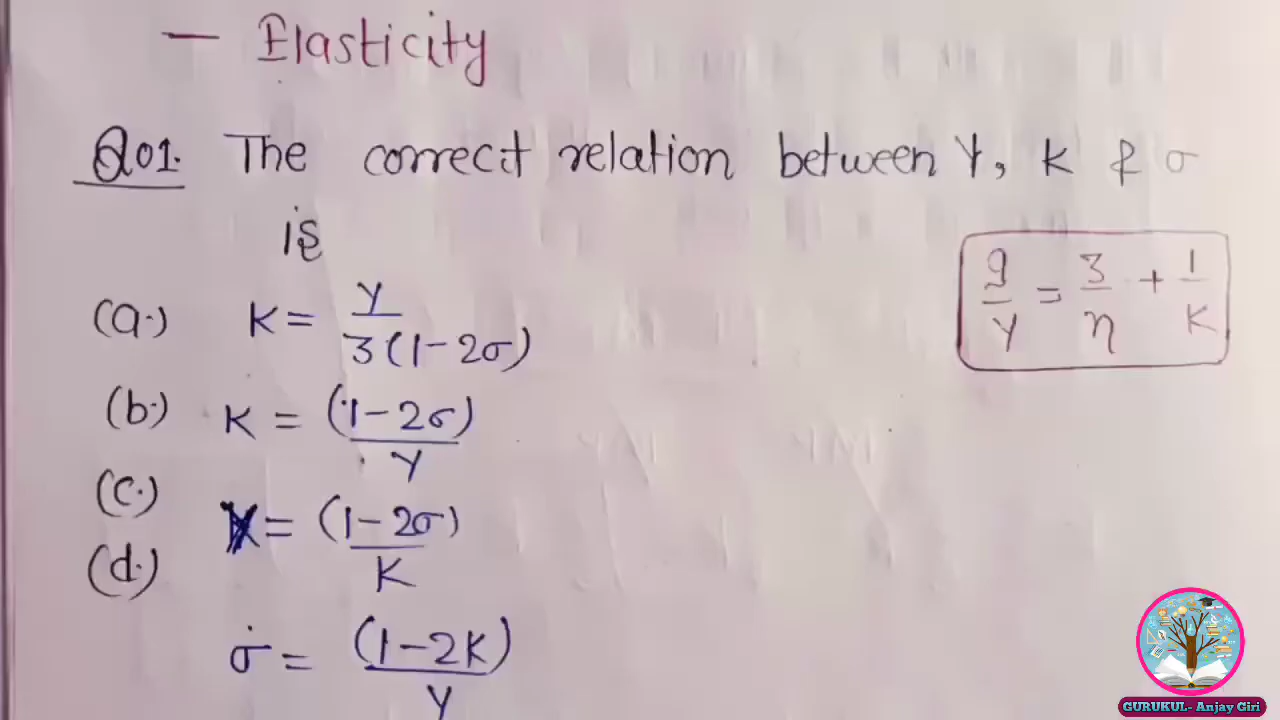 — Elasticity
Q01. The correct relation between Y, K & σ
is
9/Y = 3/η + 1/K
(a.) K = Y/3(1-2σ)
(b.) K = (1-2σ)/Y
(c.) Y = (1-2σ)/K
(d.) σ = (1-2K)/Y
GURUKUL- Anjay Giri